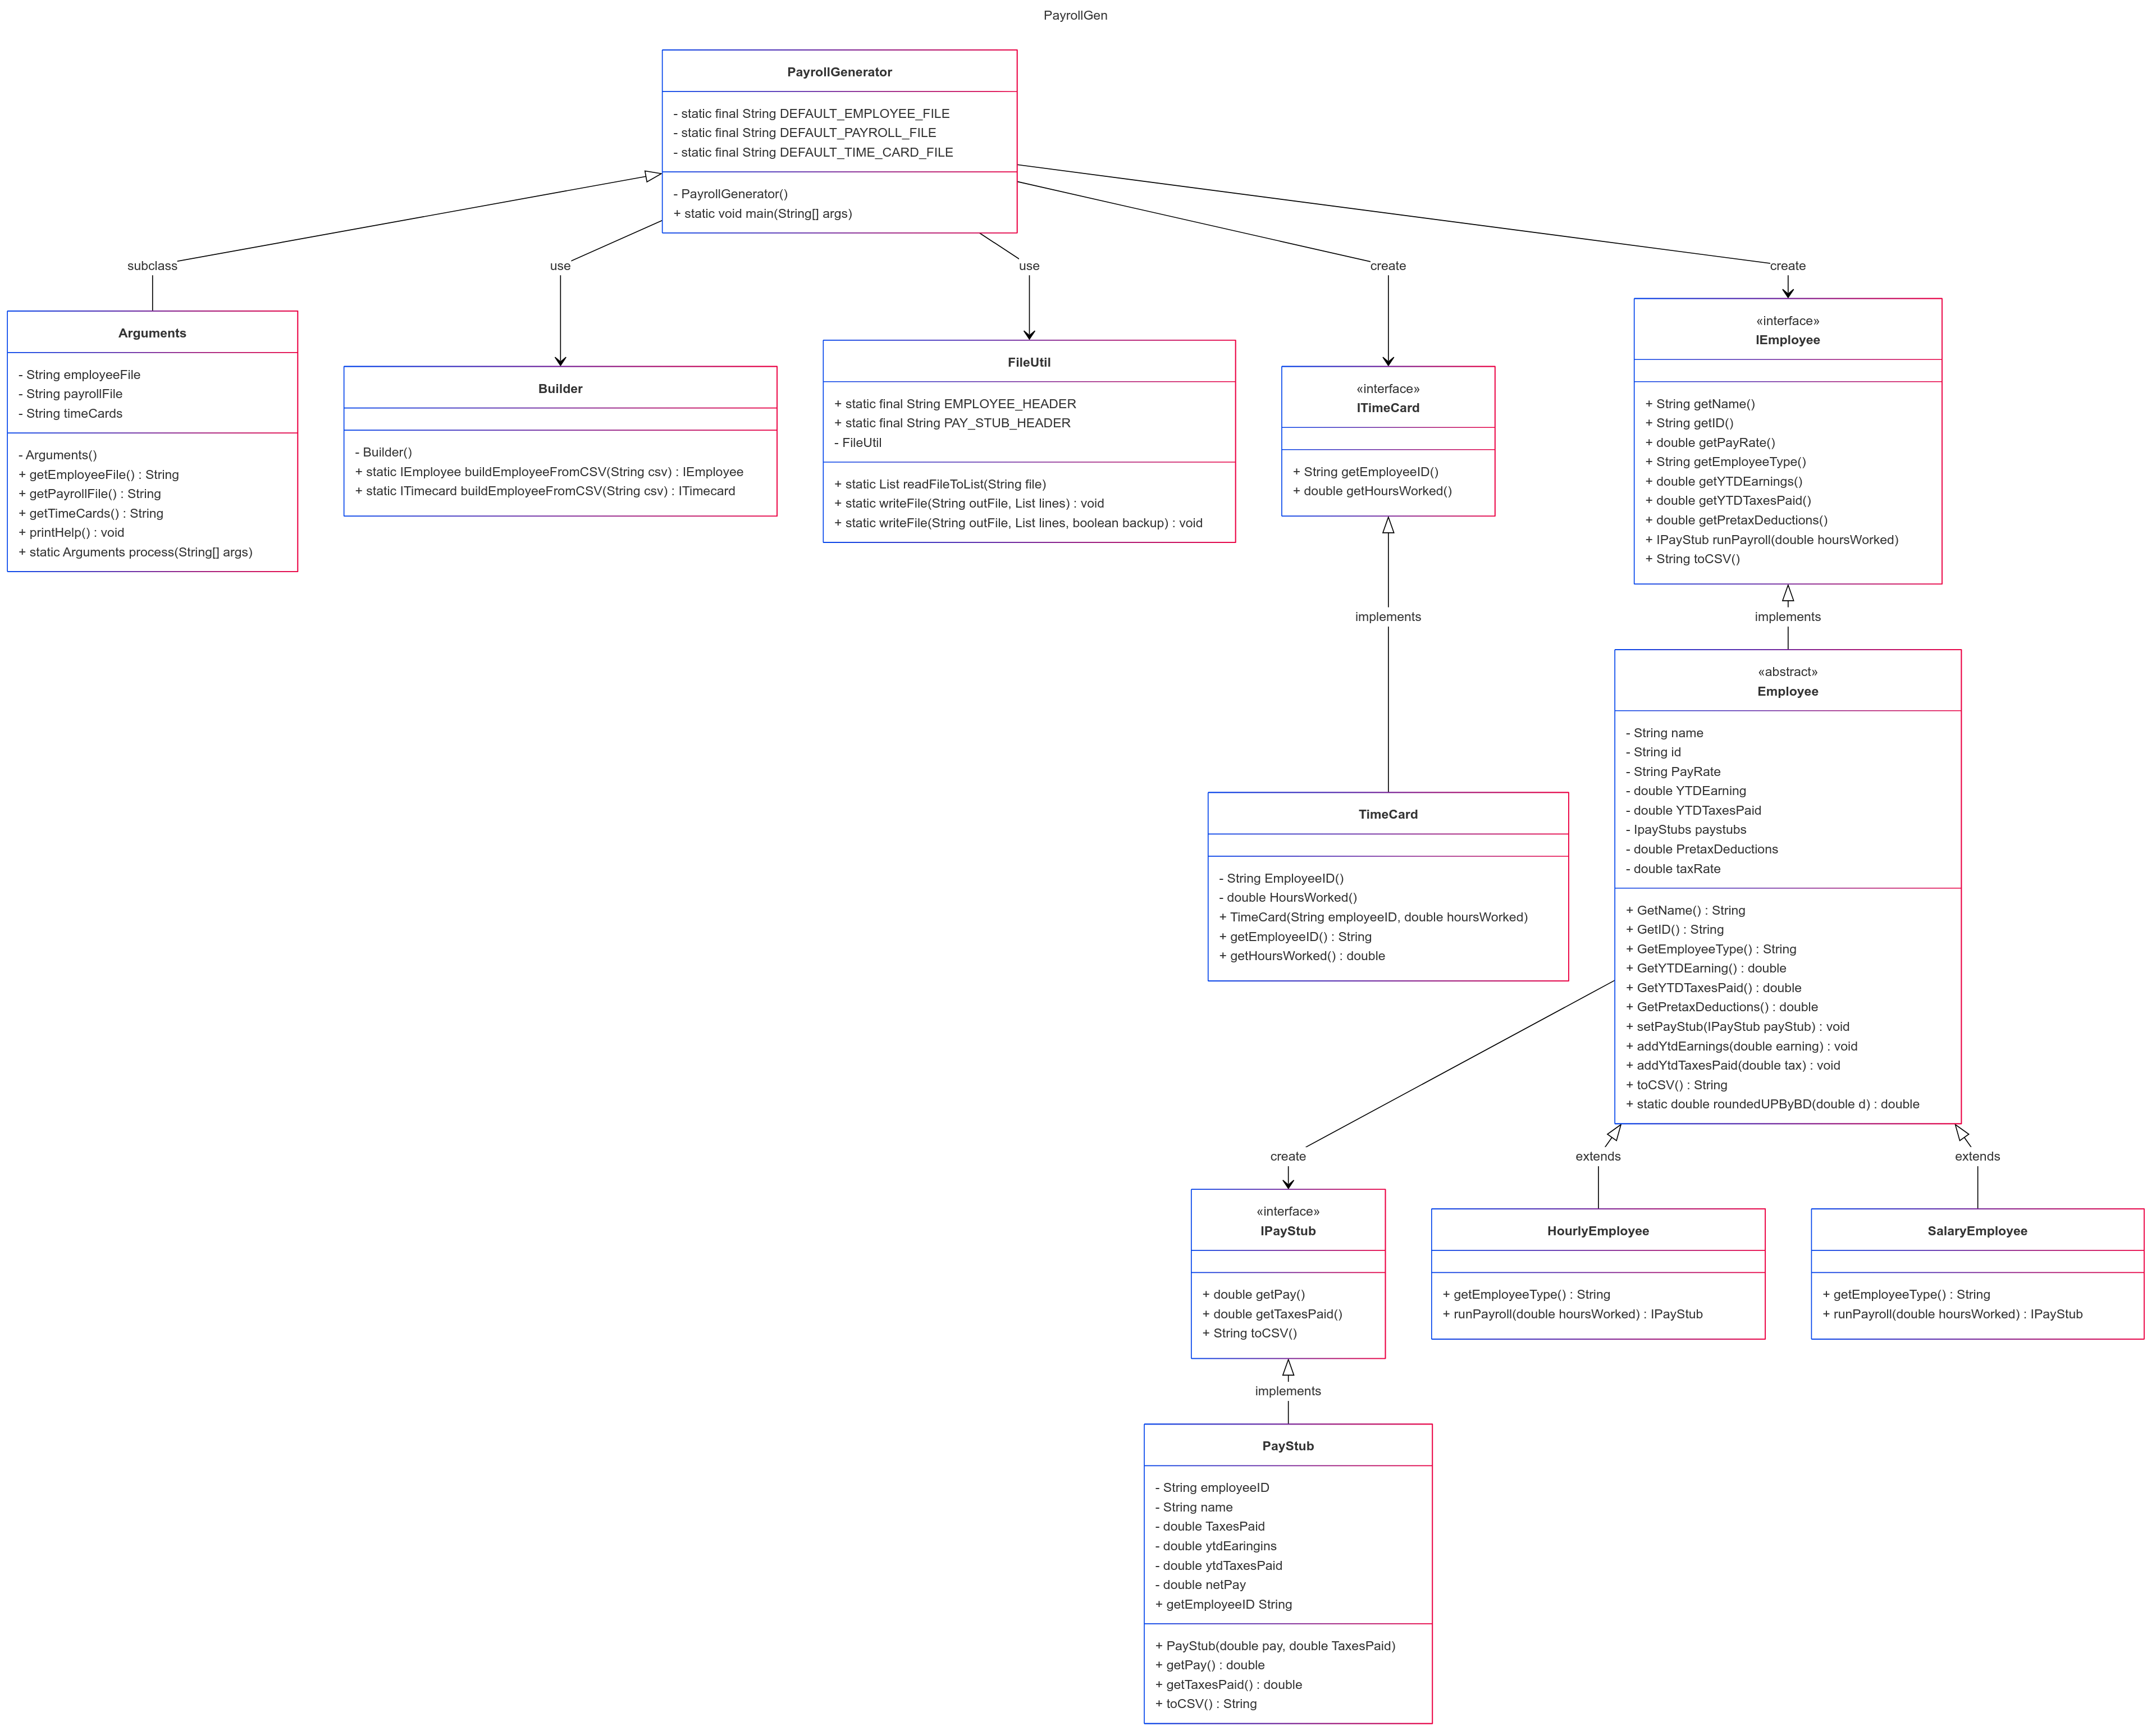 PayrollGen
PayrollGenerator
- static final String DEFAULT_EMPLOYEE_FILE
- static final String DEFAULT_PAYROLL_FILE
- static final String DEFAULT_TIME_CARD_FILE
- PayrollGenerator()
+ static void main(String[] args)
subclass
use
use
create
create
Arguments
- String employeeFile
- String payrollFile
- String timeCards
- Arguments()
+ getEmployeeFile() : String
+ getPayrollFile() : String
+ getTimeCards() : String
+ printHelp() : void
+ static Arguments process(String[] args)
Builder
- Builder()
+ static IEmployee buildEmployeeFromCSV(String csv) : IEmployee
+ static ITimecard buildEmployeeFromCSV(String csv) : ITimecard
FileUtil
+ static final String EMPLOYEE_HEADER
+ static final String PAY_STUB_HEADER
- FileUtil
+ static List readFileToList(String file)
+ static writeFile(String outFile, List lines) : void
+ static writeFile(String outFile, List lines, boolean backup) : void
«interface»
ITimeCard
+ String getEmployeeID()
+ double getHoursWorked()
«interface»
IEmployee
+ String getName()
+ String getID()
+ double getPayRate()
+ String getEmployeeType()
+ double getYTDEarnings()
+ double getYTDTaxesPaid()
+ double getPretaxDeductions()
+ IPayStub runPayroll(double hoursWorked)
+ String toCSV()
implements
implements
TimeCard
- String EmployeeID()
- double HoursWorked()
+ TimeCard(String employeeID, double hoursWorked)
+ getEmployeeID() : String
+ getHoursWorked() : double
«abstract»
Employee
- String name
- String id
- String PayRate
- double YTDEarning
- double YTDTaxesPaid
- IpayStubs paystubs
- double PretaxDeductions
- double taxRate
+ GetName() : String
+ GetID() : String
+ GetEmployeeType() : String
+ GetYTDEarning() : double
+ GetYTDTaxesPaid() : double
+ GetPretaxDeductions() : double
+ setPayStub(IPayStub payStub) : void
+ addYtdEarnings(double earning) : void
+ addYtdTaxesPaid(double tax) : void
+ toCSV() : String
+ static double roundedUPByBD(double d) : double
create
extends
extends
«interface»
IPayStub
+ double getPay()
+ double getTaxesPaid()
+ String toCSV()
HourlyEmployee
+ getEmployeeType() : String
+ runPayroll(double hoursWorked) : IPayStub
SalaryEmployee
+ getEmployeeType() : String
+ runPayroll(double hoursWorked) : IPayStub
implements
PayStub
- String employeeID
- String name
- double TaxesPaid
- double ytdEaringins
- double ytdTaxesPaid
- double netPay
+ getEmployeeID String
+ PayStub(double pay, double TaxesPaid)
+ getPay() : double
+ getTaxesPaid() : double
+ toCSV() : String